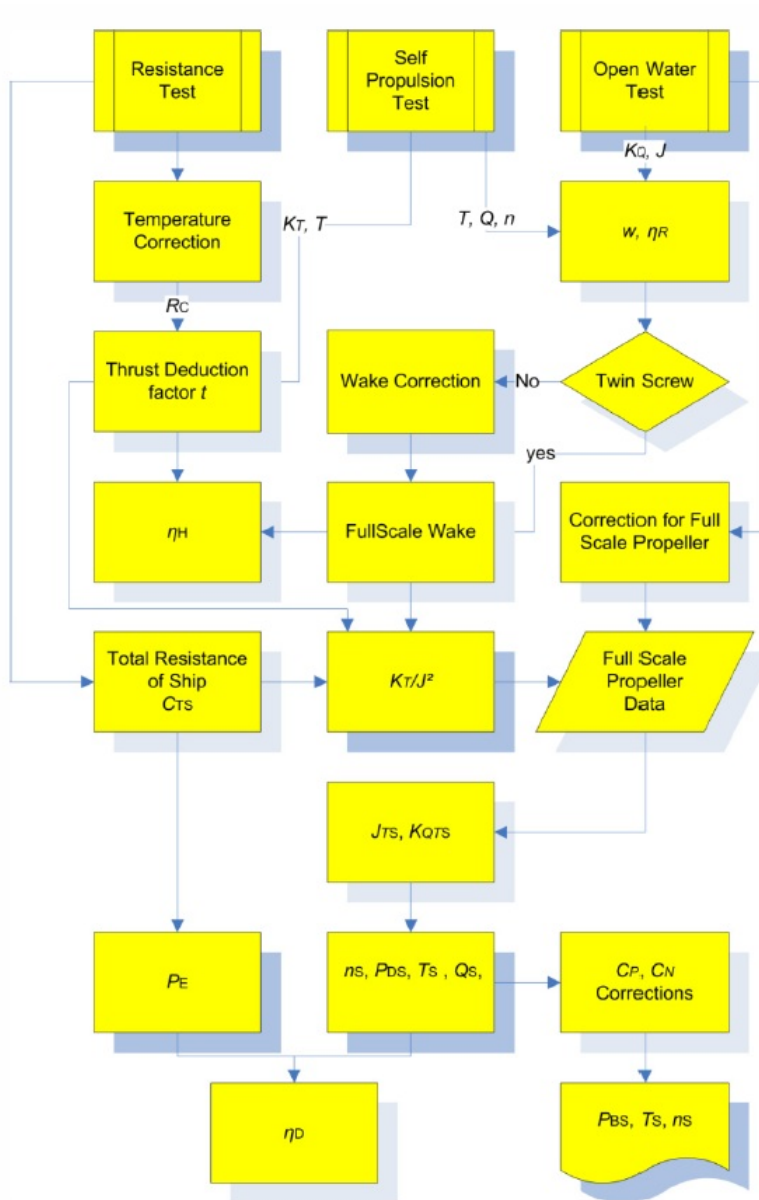 Resistance
Test
Self
Propulsion
Test
Open Water
Test
KQ, J
Temperature
Correction
KT, T
T, Q, n
w, ηR
RC
Thrust Deduction
factor t
Wake Correction
No
Twin Screw
yes
ηH
FullScale Wake
Correction for Full
Scale Propeller
Total Resistance
of Ship
CTS
KT/J²
Full Scale
Propeller
Data
JTS, KQTS
PE
nS, PDS, TS , QS,
CP, CN
Corrections
ηD
PBS, TS, nS